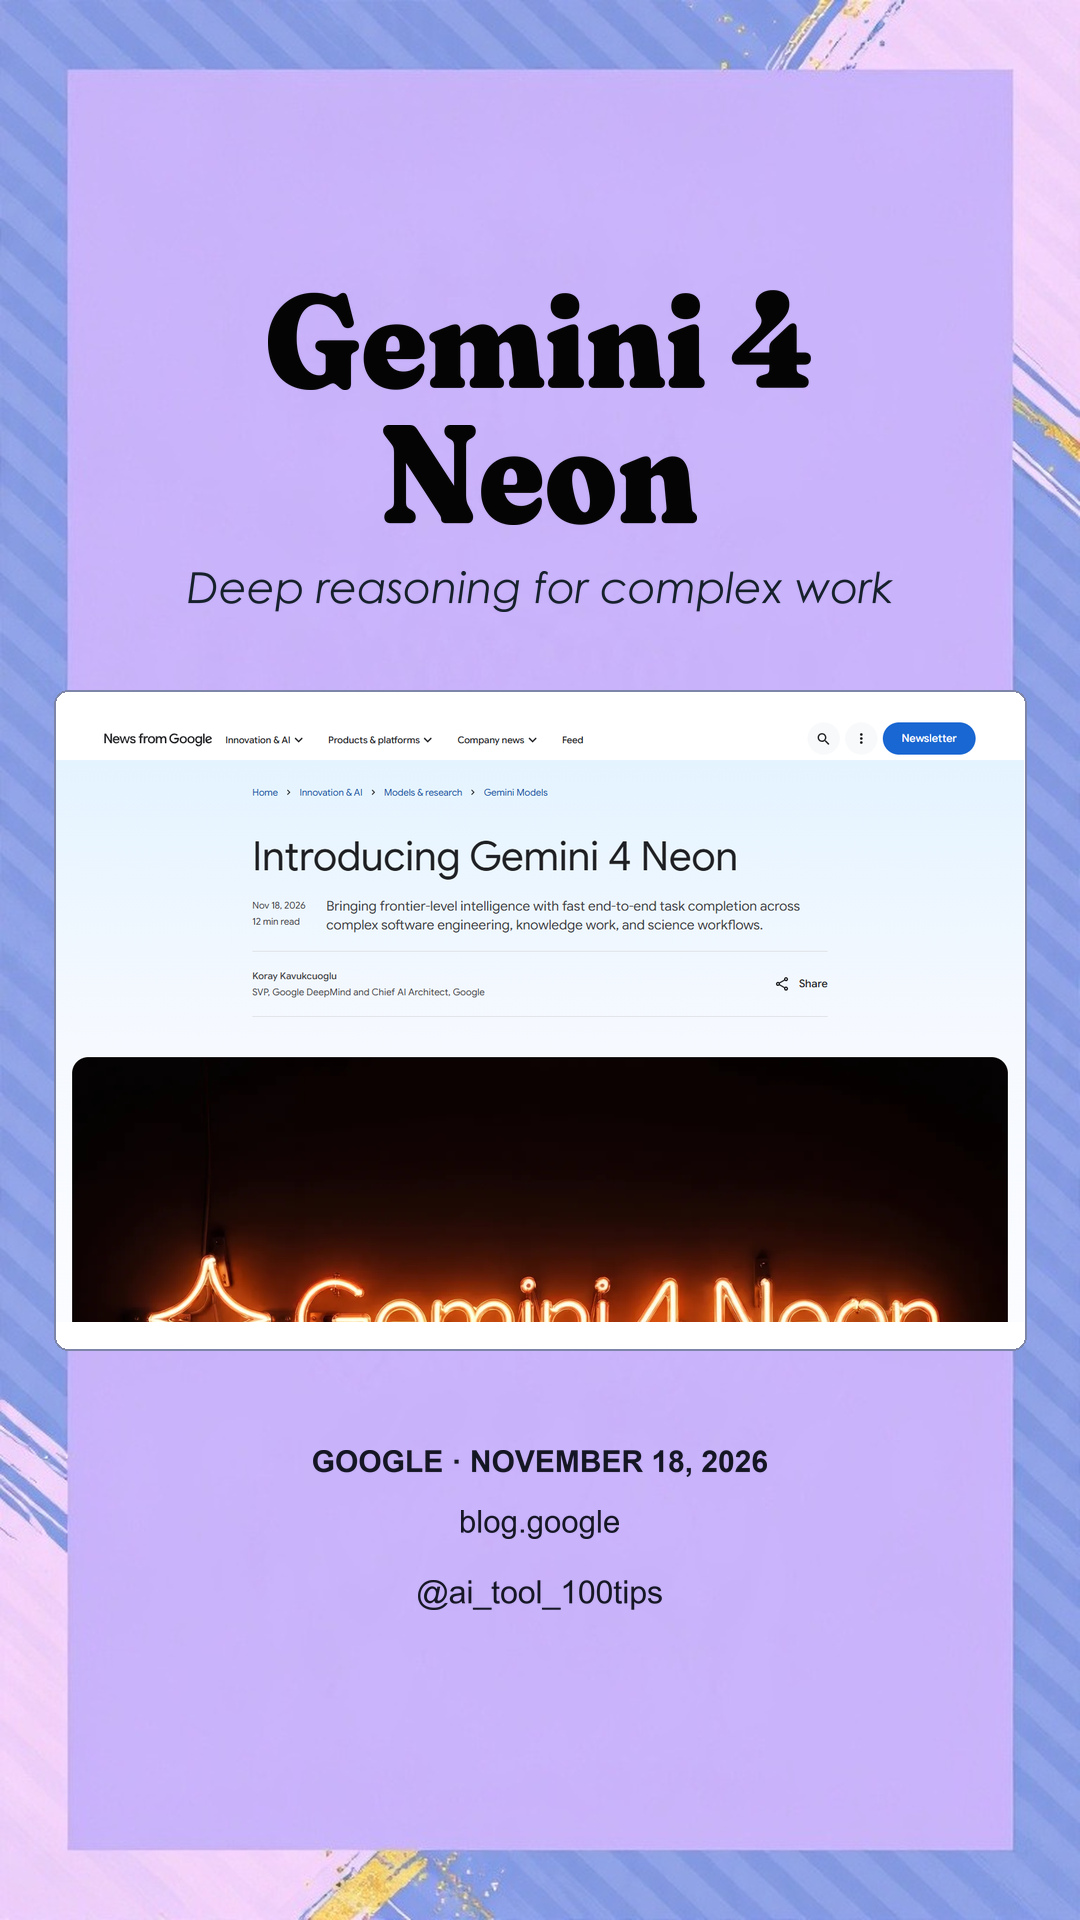 Gemini 4
Neon
Deep reasoning for complex work
News from Google Innovation & AI Products & platforms Company news Feed Newsletter
Home > Innovation & AI > Models & research > Gemini Models
Introducing Gemini 4 Neon
Nov 18, 2026
12 min read
Bringing frontier-level intelligence with fast end-to-end task completion across
complex software engineering, knowledge work, and science workflows.
Koray Kavukcuoglu
SVP, Google DeepMind and Chief AI Architect, Google
Share
Gemini 4 Neon
GOOGLE · NOVEMBER 18, 2026
blog.google
@ai_tool_100tips